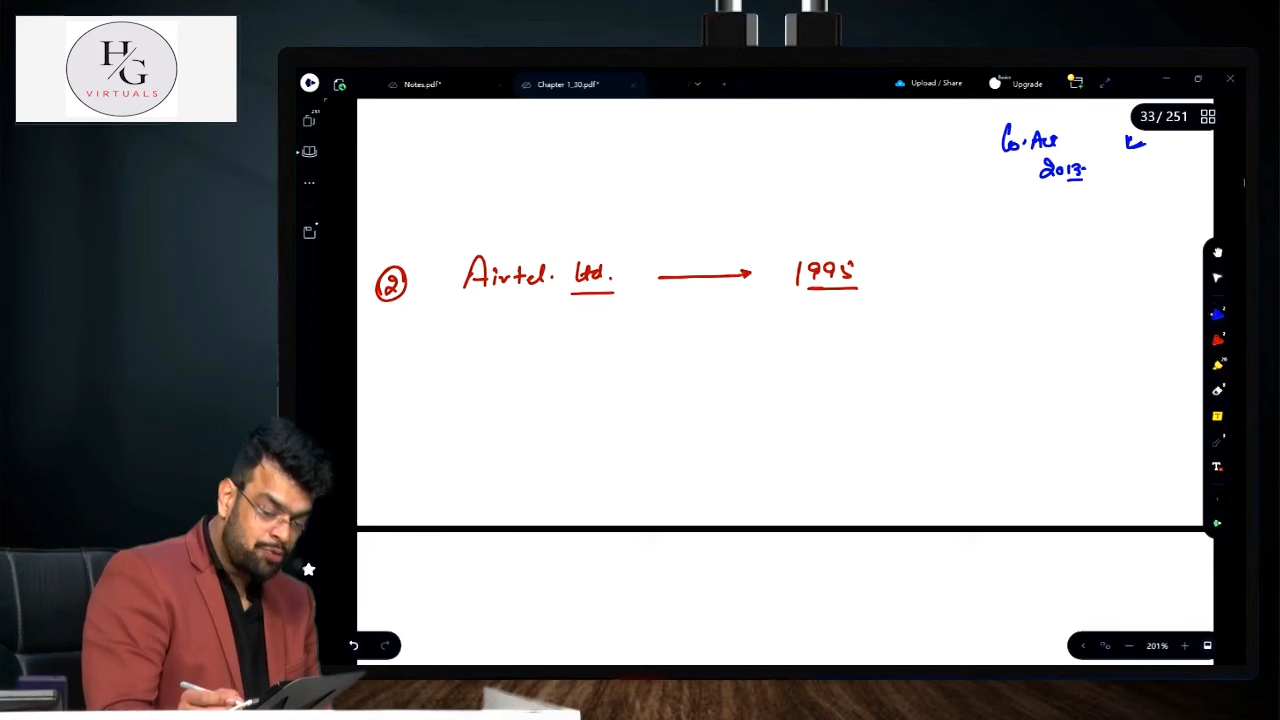 H/G
VIRTUALS
Notes.pdf*
Chapter 1_30.pdf*
Upload / Share
Basic
Upgrade
33 / 251
Co. Act
2013
② Airtel. Ltd. → 1995
201%